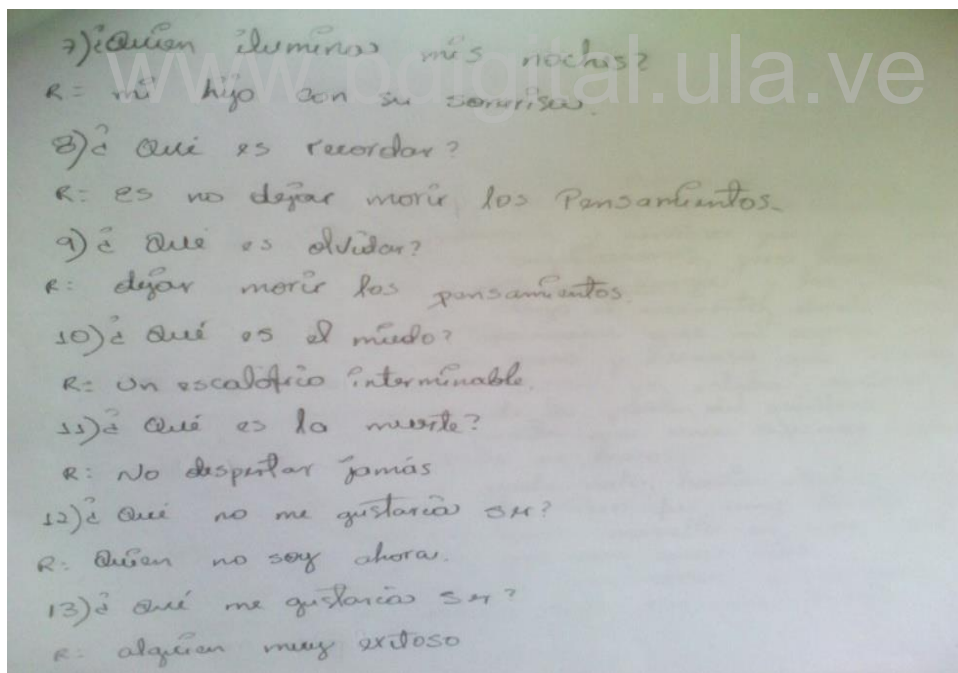 7)¿Quien ilumina mis noches?
www.bdigital.ula.ve
R= mi hijo con su sonrisa.
8)¿ Qué es recordar?
R= es no dejar morir los Pensamientos.
9)¿ Qué es olvidar?
R: dejar morir los pensamientos.
10)¿ Qué es el miedo?
R= Un escalofrio interminable.
11)¿ Qué es la muerte?
R: No despertar jamás
12)¿ Qué no me gustaria ser?
R: Quien no soy ahora.
13)¿ Qué me gustaria ser?
R: alguien muy exitoso